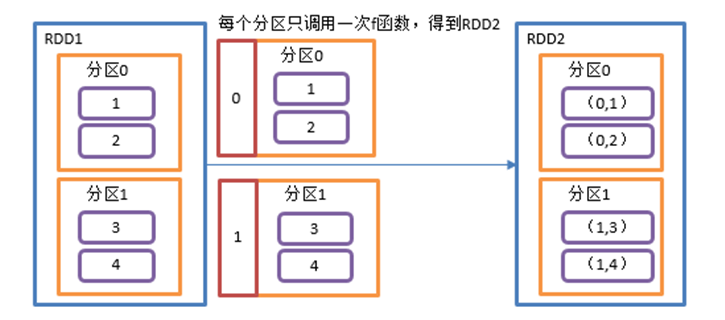 每个分区只调用一次f函数，得到RDD2
RDD1
分区0
1
2
分区1
3
4
0
分区0
1
2
1
分区1
3
4
RDD2
分区0
（0,1）
（0,2）
分区1
（1,3）
（1,4）